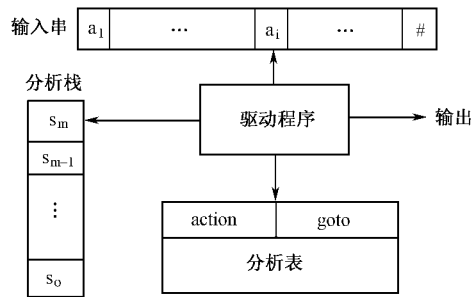 输入串 a1 ... ai ... #
分析栈
sm
驱动程序
输出
sm–1
⋮
action goto
分析表
so